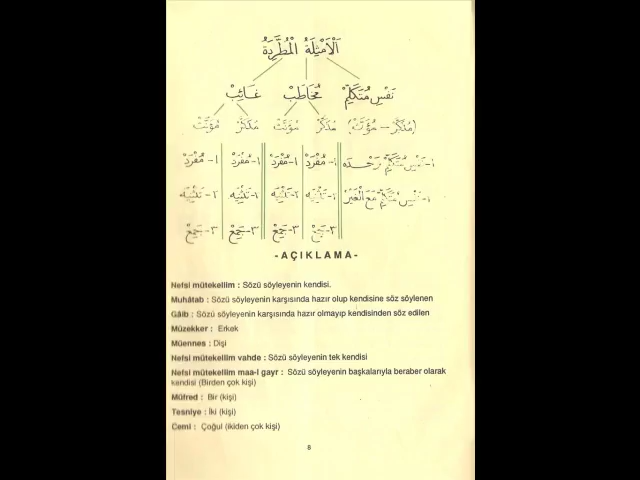 اَلْاَمْثِلَةُ الْمُطَّرِدَةُ
نَفْسِ مُتَكَلِّمْ مُخَاطَبْ غَـائِبْ
(مُذَكَّرْ – مُؤَنَّثْ) مُذَكَّرْ مُؤَنَّثْ مُذَكَّرْ مُؤَنَّثْ
١- نَفْسِ مُتَكَلِّمْ وَحْـدَه ١- مُفْرَدْ ١- مُفْرَدْ ١- مُفْرَدْ ١- مُفْرَدْ
٢- نَفْسِ مُتَكَلِّمْ مَعَ الْغَيْرْ ٢- تَثْنِيَه ٢- تَثْنِيَه ٢- تَثْنِيَه ٢- تَثْنِيَه
٣- جَمِعْ ٣- جَمِعْ ٣- جَمِعْ ٣- جَمِعْ
-AÇIKLAMA-
Nefsi mütekellim : Sözü söyleyenin kendisi.
Muhâtab : Sözü söyleyenin karşısında hazır olup kendisine söz söylenen
Gâib : Sözü söyleyenin karşısında hazır olmayıp kendisinden söz edilen
Müzekker : Erkek
Müennes : Dişi
Nefsi mütekellim vahde : Sözü söyleyenin tek kendisi
Nefsi mütekellim maa-l gayr : Sözü söyleyenin başkalarıyla beraber olarak
kendisi (Birden çok kişi)
Müfred : Bir (kişi)
Tesniye : İki (kişi)
Cemi : Çoğul (ikiden çok kişi)
8